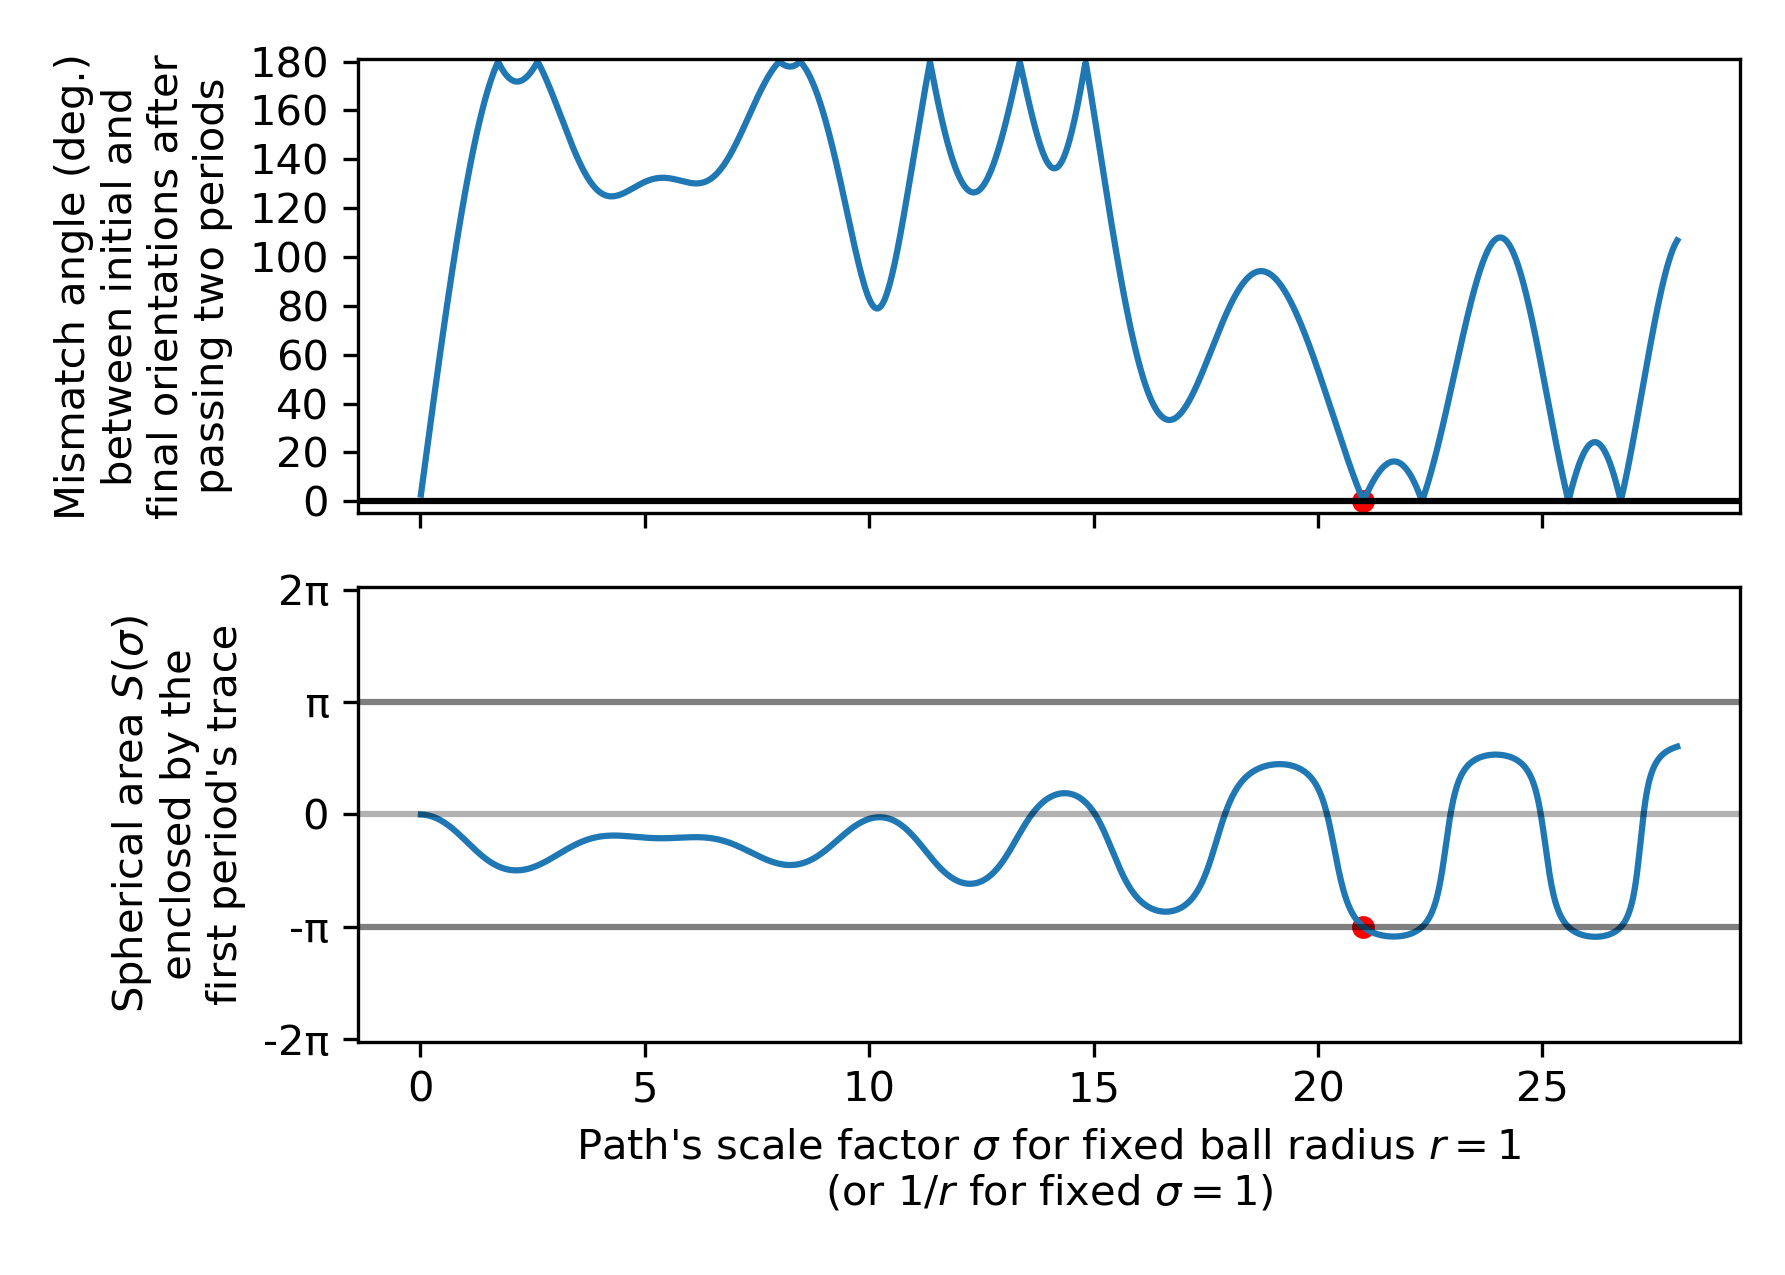 Mismatch angle (deg.)
between initial and
final orientations after
passing two periods
180
160
140
120
100
80
60
40
20
0
Spherical area S(σ)
enclosed by the
first period's trace
2π
π
0
-π
-2π
0 5 10 15 20 25
Path's scale factor σ for fixed ball radius r = 1
(or 1/r for fixed σ = 1)